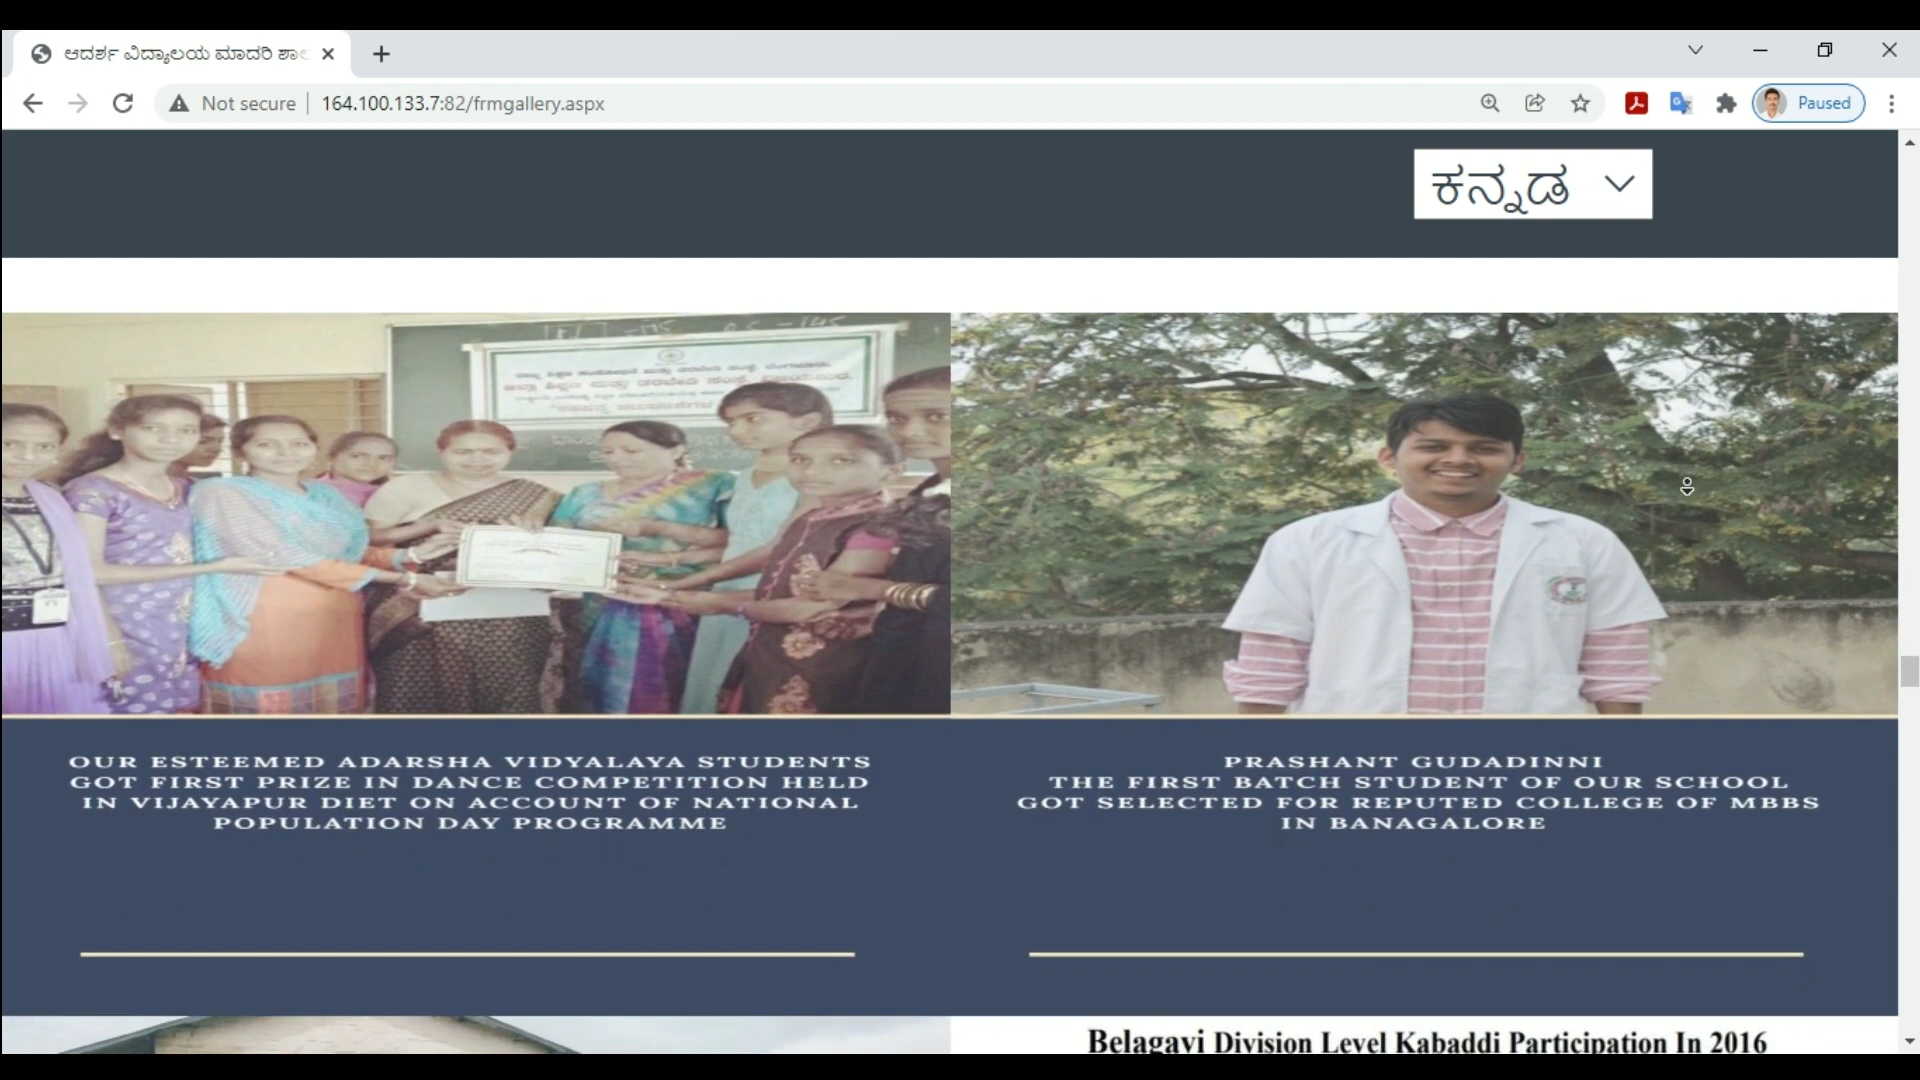 ಆದರ್ಶ ವಿದ್ಯಾಲಯ ಮಾದರಿ ಶಾಲ
Not secure
164.100.133.7:82/frmgallery.aspx
Paused
ಕನ್ನಡ
OUR ESTEEMED ADARSHA VIDYALAYA STUDENTS
GOT FIRST PRIZE IN DANCE COMPETITION HELD
IN VIJAYAPUR DIET ON ACCOUNT OF NATIONAL
POPULATION DAY PROGRAMME
PRASHANT GUDADINNI
THE FIRST BATCH STUDENT OF OUR SCHOOL
GOT SELECTED FOR REPUTED COLLEGE OF MBBS
IN BANAGALORE
Belagavi Division Level Kabaddi Participation In 2016